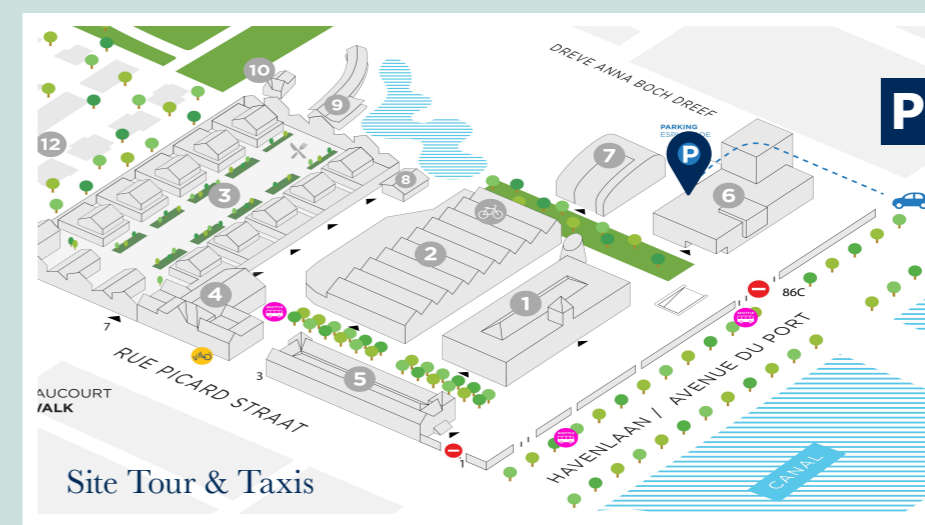 DREVE ANNA BOCH DREEF
10
9
PARKING
P
P
12
7
8
3
6
2
4
1
86C
7
RUE PICARD STRAAT
3
5
AUCOURT
WALK
HAVENLAAN / AVENUE DU PORT
1
CANAL
Site Tour & Taxis